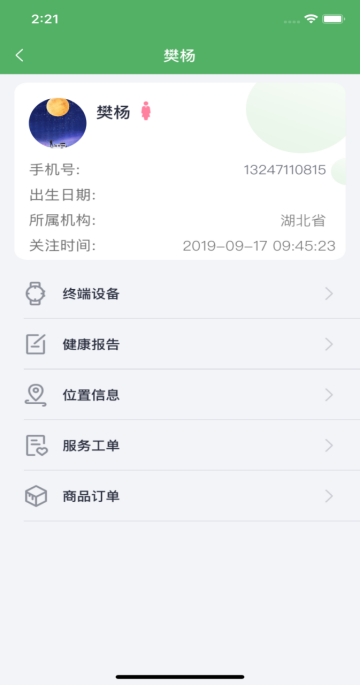 2:21
樊杨
樊杨
手机号: 13247110815
出生日期:
所属机构: 湖北省
关注时间: 2019-09-17 09:45:23
终端设备
健康报告
位置信息
服务工单
商品订单